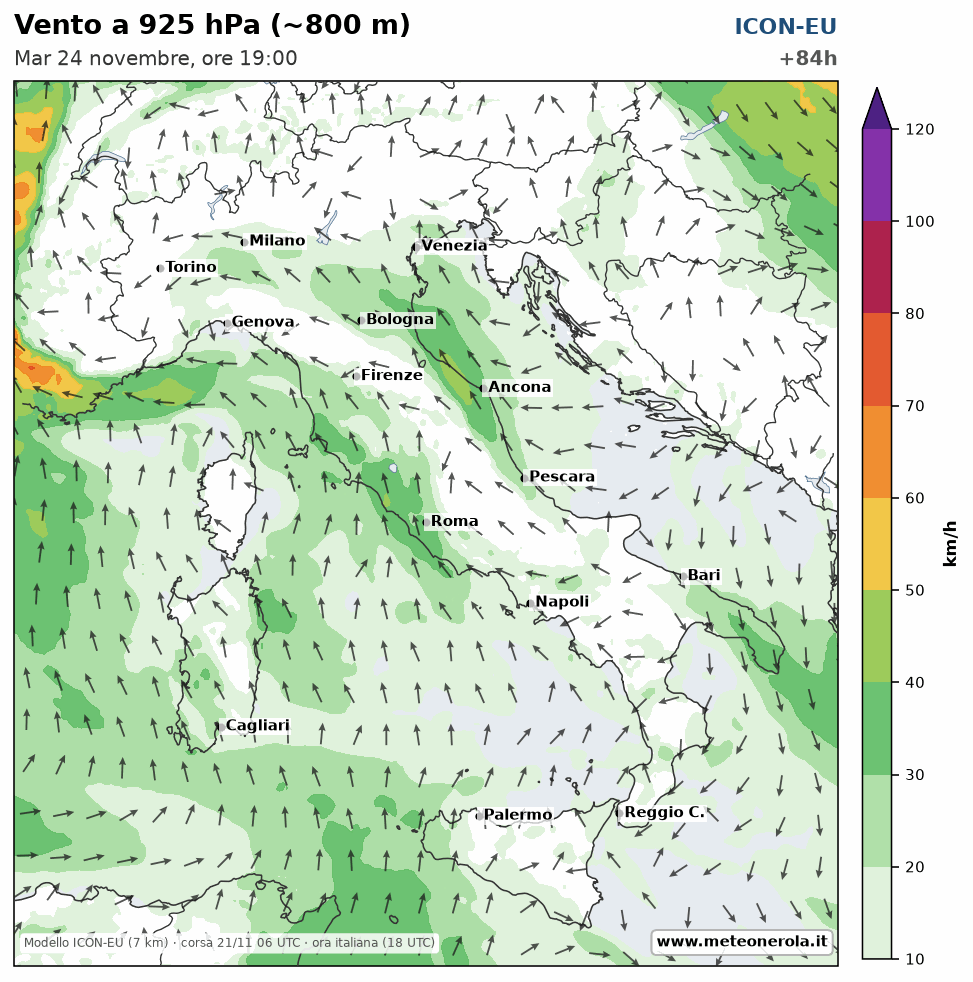 Vento a 925 hPa (~800 m)
ICON-EU
Mar 24 novembre, ore 19:00
+84h
120
100
80
70
60
50
40
30
20
10
km/h
Milano
Venezia
Torino
Genova
Bologna
Firenze
Ancona
Pescara
Roma
Bari
Napoli
Cagliari
Palermo
Reggio C.
Modello ICON-EU (7 km) · corsa 21/11 06 UTC · ora italiana (18 UTC)
www.meteonerola.it